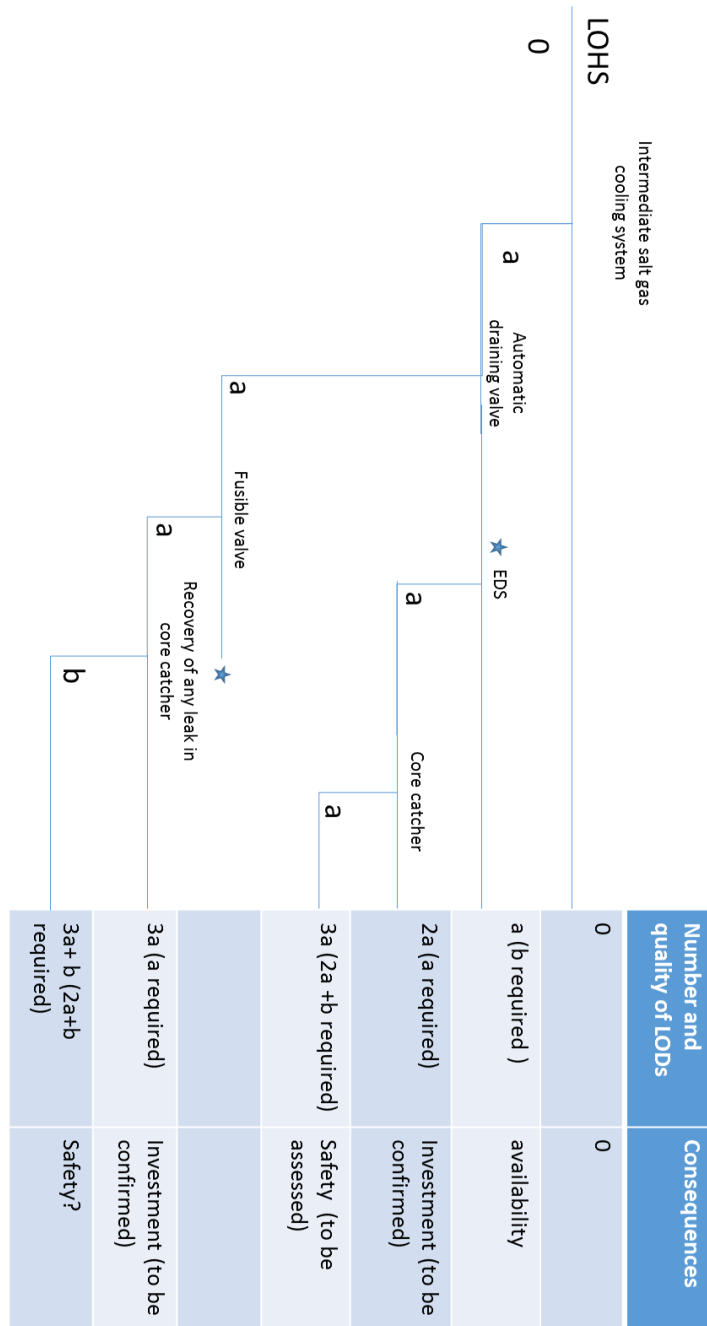 LOHS
0
Intermediate salt gas
cooling system
a
Automatic
draining valve
EDS
a
Core catcher
a
a
Fusible valve
a
Recovery of any leak in
core catcher
b
Number and
quality of LODs
Consequences
0
0
a (b required )
availability
2a (a required)
Investment (to be
confirmed)
3a (2a +b required)
Safety (to be
assessed)
3a (a required)
Investment (to be
confirmed)
3a+ b (2a+b
required)
Safety?